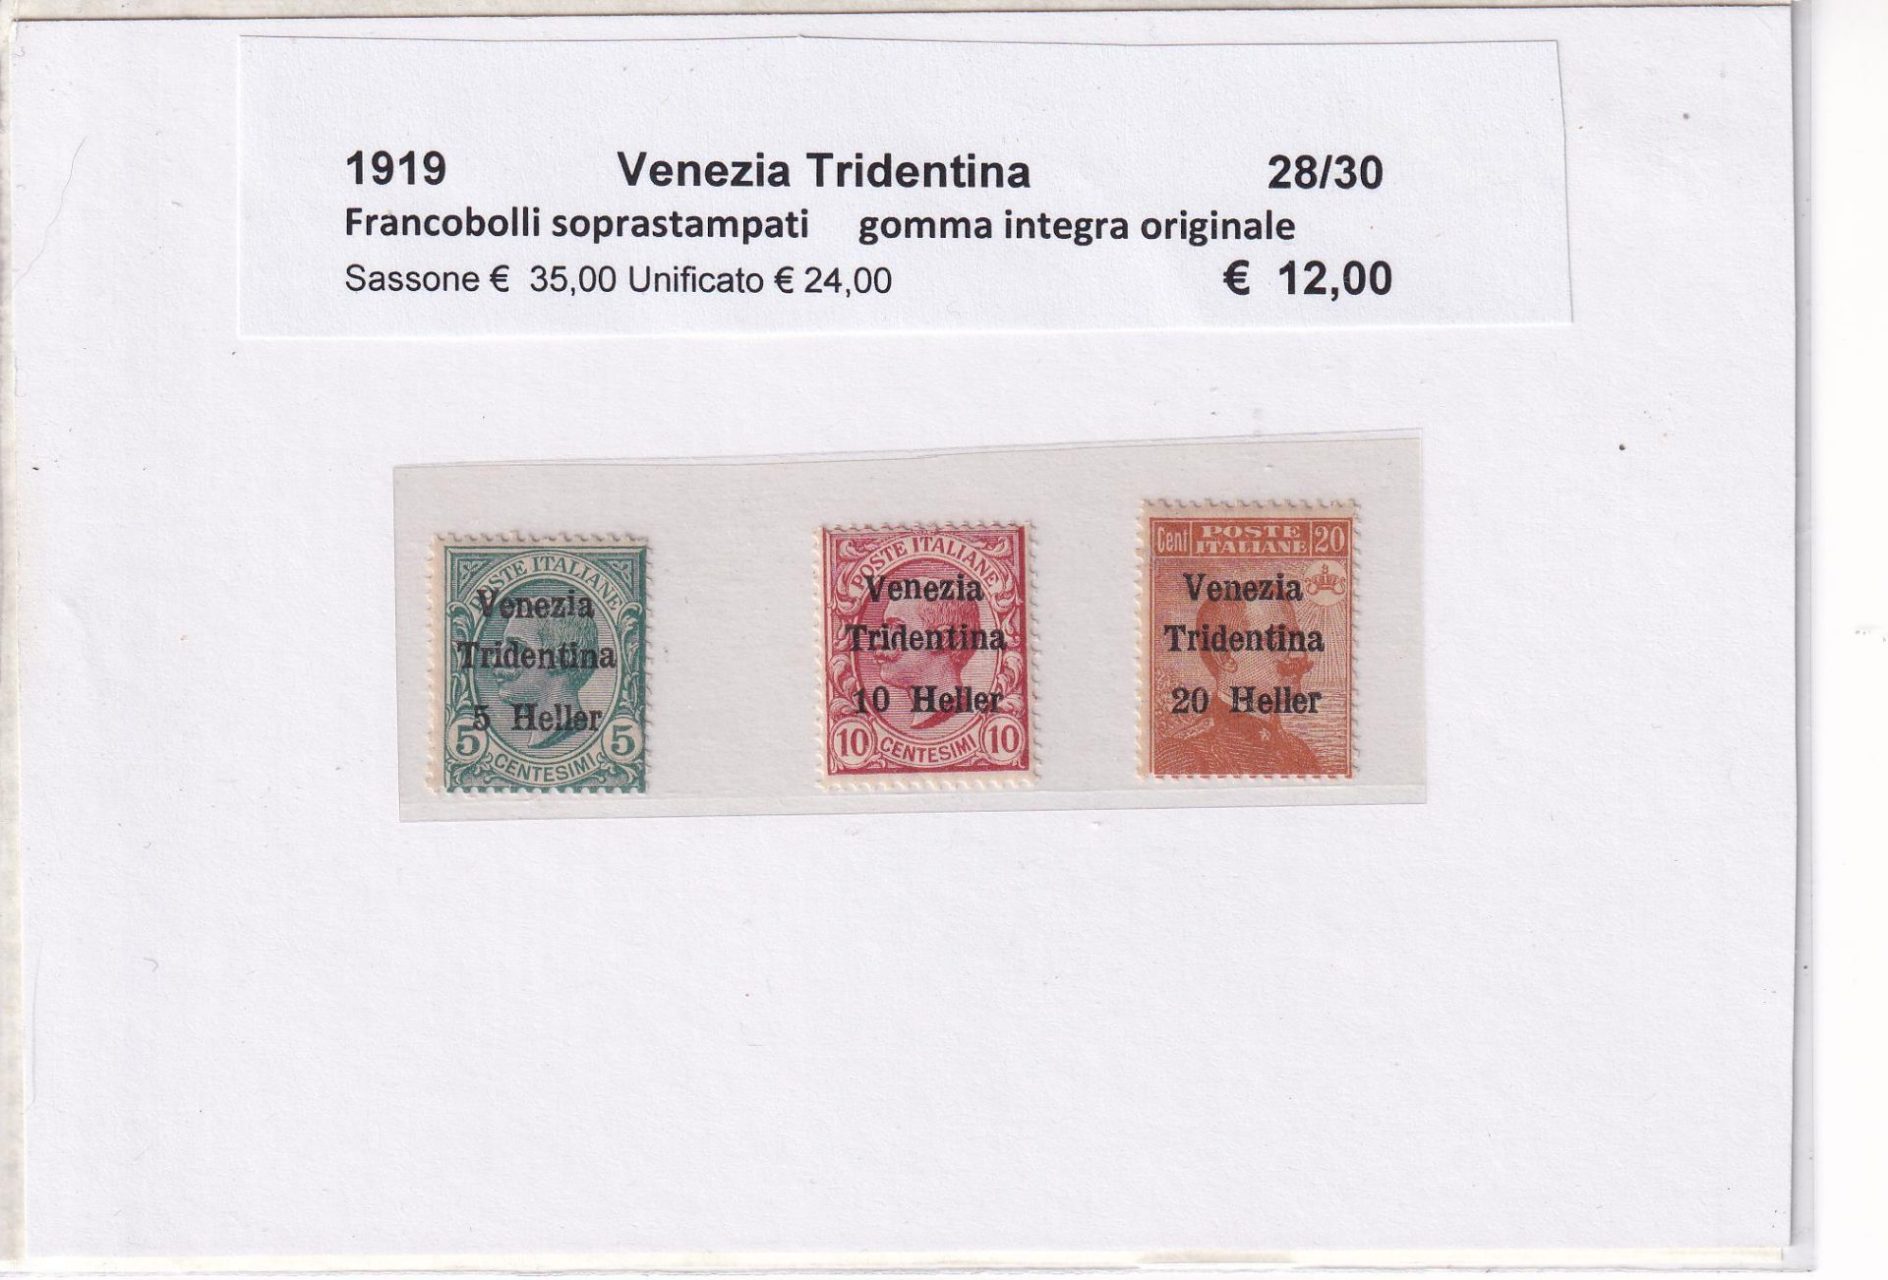 1919 Venezia Tridentina 28/30
Francobolli soprastampati gomma integra originale
Sassone € 35,00 Unificato € 24,00 € 12,00
POSTE ITALIANE
Venezia
Tridentina
5 Heller
5 CENTESIMI 5
POSTE ITALIANE
Venezia
Tridentina
10 Heller
10 CENTESIMI 10
Cent POSTE ITALIANE 20
Venezia
Tridentina
20 Heller